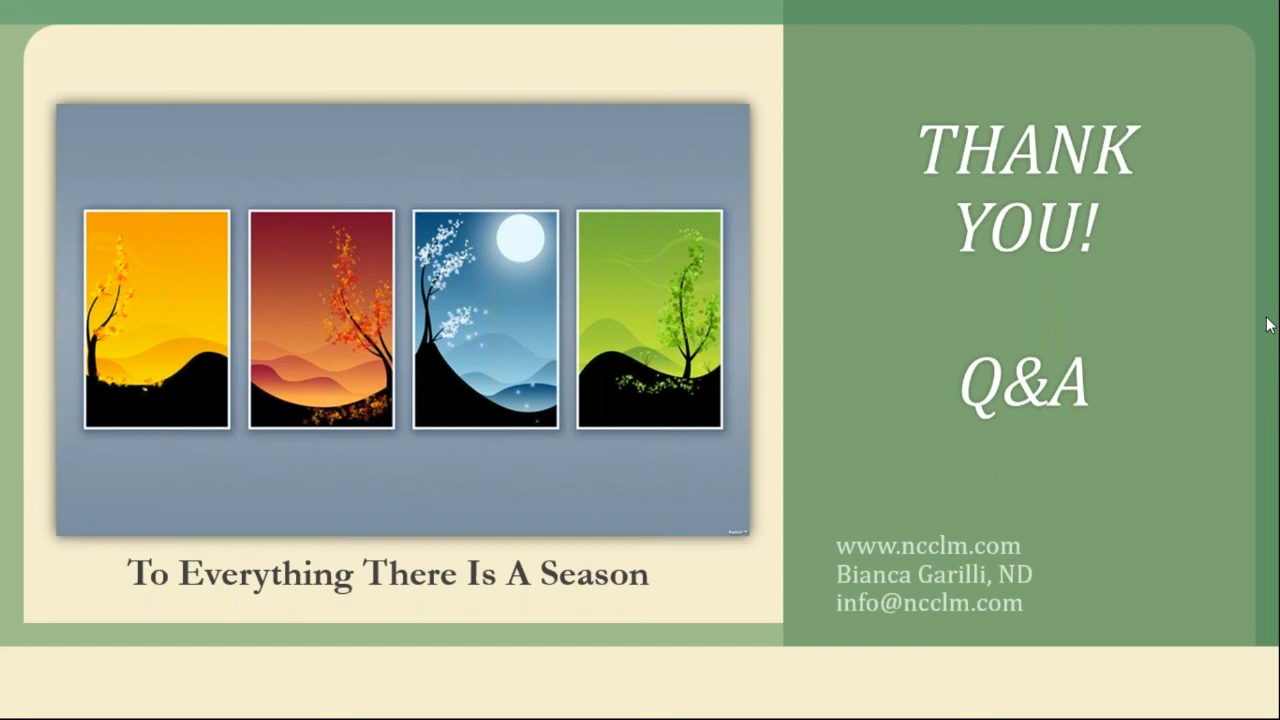 To Everything There Is A Season
THANK
YOU!
Q&A
www.ncclm.com
Bianca Garilli, ND
info@ncclm.com